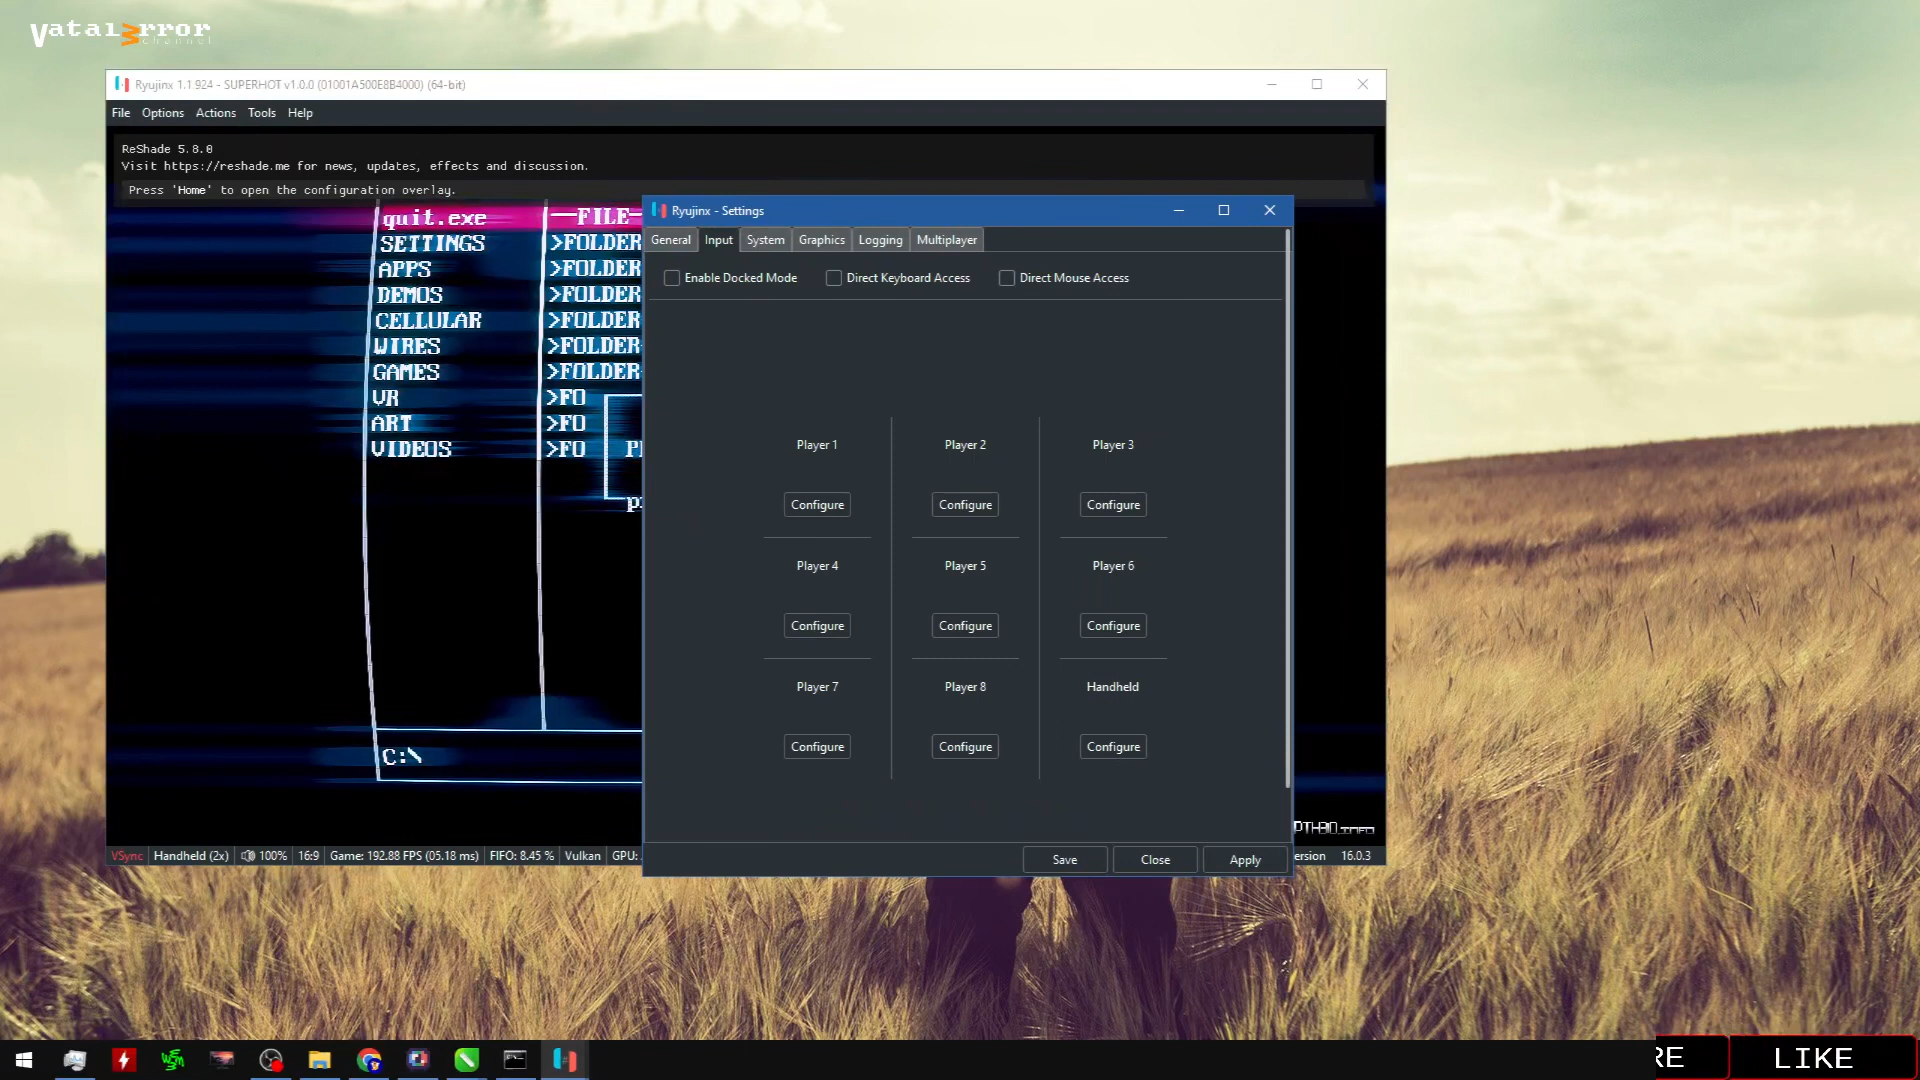 Vatalerror
channel
Ryujinx 1.1.924 - SUPERHOT v1.0.0 (01001A500E8B4000) (64-bit)
File Options Actions Tools Help
ReShade 5.8.0
Visit https://reshade.me for news, updates, effects and discussion.
Press 'Home' to open the configuration overlay.
quit.exe FILE
SETTINGS >FOLDER
APPS >FOLDER
DEMOS >FOLDER
CELLULAR >FOLDER
WIRES >FOLDER
GAMES >FOLDER
VR >FO
ART >FO
VIDEOS >FO
C:\
Ryujinx - Settings
General Input System Graphics Logging Multiplayer
Enable Docked Mode Direct Keyboard Access Direct Mouse Access
Player 1 Player 2 Player 3
Configure Configure Configure
Player 4 Player 5 Player 6
Configure Configure Configure
Player 7 Player 8 Handheld
Configure Configure Configure
Save Close Apply
VSync Handheld (2x) 100% 16:9 Game: 192.88 FPS (05.18 ms) FIFO: 8.45 % Vulkan GPU: ersion 16.0.3
RE LIKE